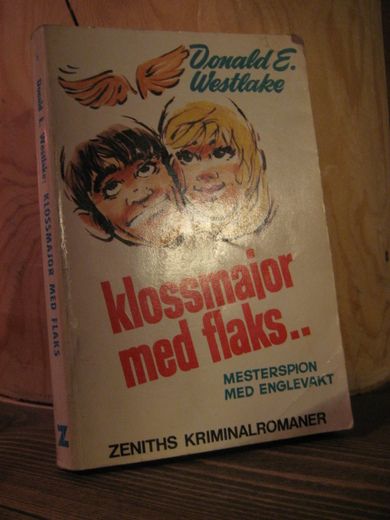 Donald E.
Westlake
klossmajor
med flaks..
MESTERSPION
MED ENGLEVAKT
ZENITHS KRIMINALROMANER
Donald E. Westlake: KLOSSMAJOR MED FLAKS
Z